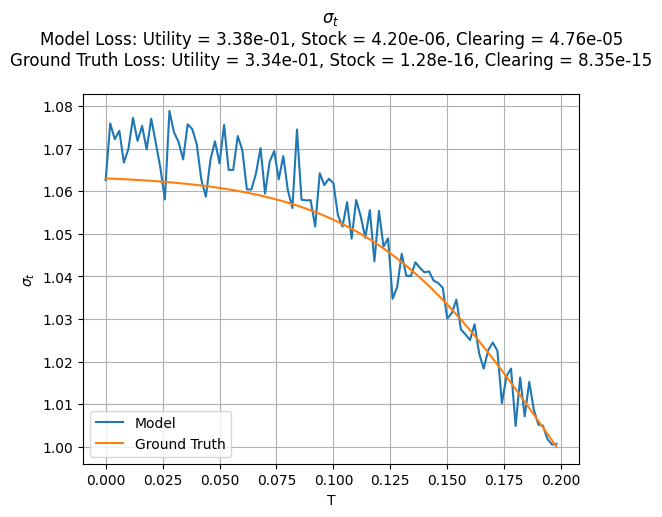 σt
Model Loss: Utility = 3.38e-01, Stock = 4.20e-06, Clearing = 4.76e-05
Ground Truth Loss: Utility = 3.34e-01, Stock = 1.28e-16, Clearing = 8.35e-15
1.08
1.07
1.06
1.05
1.04
1.03
1.02
1.01
1.00
σt
Model
Ground Truth
0.000 0.025 0.050 0.075 0.100 0.125 0.150 0.175 0.200
T